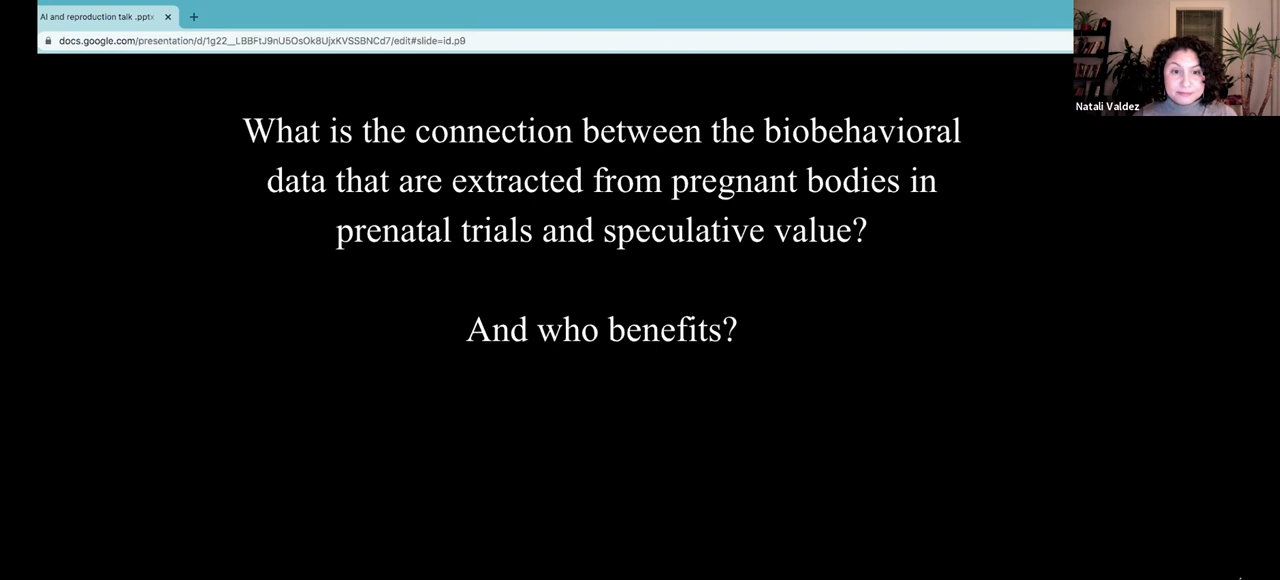 AI and reproduction talk .pptx
docs.google.com/presentation/d/1g22__LBBFtJ9nU5OsOk8UjxKVSSBNCd7/edit#slide=id.p9
Natali Valdez
What is the connection between the biobehavioral
data that are extracted from pregnant bodies in
prenatal trials and speculative value?
And who benefits?